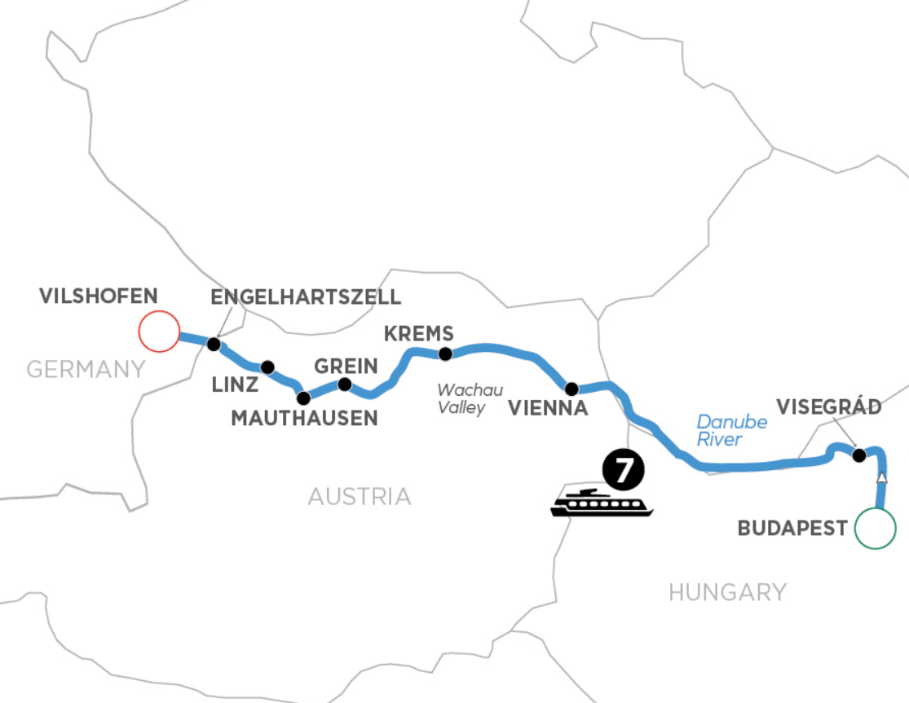 VILSHOFEN
ENGELHARTSZELL
GERMANY
KREMS
GREIN
LINZ
MAUTHAUSEN
Wachau
Valley
VIENNA
VISEGRÁD
Danube
River
7
AUSTRIA
BUDAPEST
HUNGARY